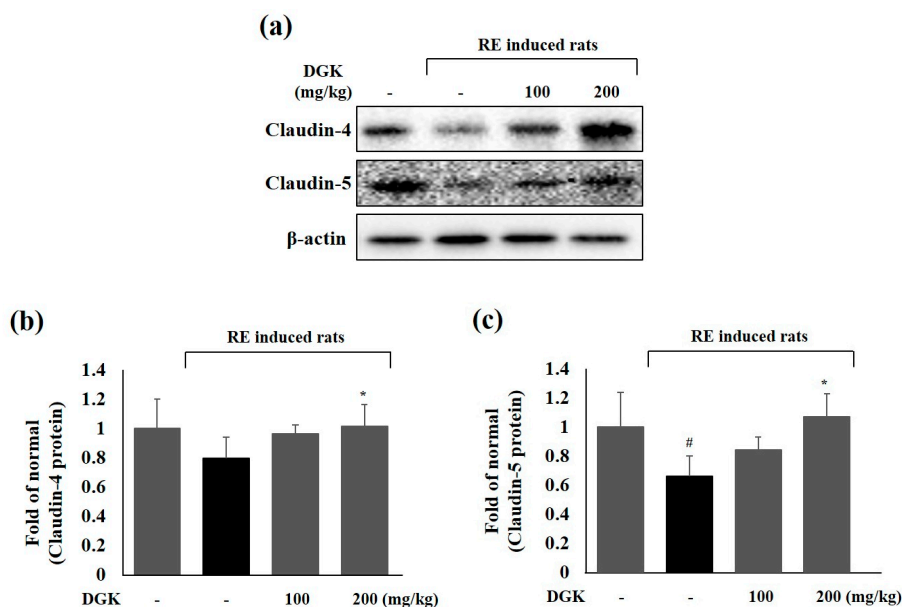 (a)
RE induced rats
DGK
(mg/kg) - - 100 200
Claudin-4
Claudin-5
β-actin
(b)
RE induced rats
Fold of normal
(Claudin-4 protein)
1.4
1.2
1
0.8
0.6
0.4
0.2
0
*
DGK - - 100 200 (mg/kg)
(c)
RE induced rats
Fold of normal
(Claudin-5 protein)
1.4
1.2
1
0.8
0.6
0.4
0.2
0
#
*
DGK - - 100 200 (mg/kg)